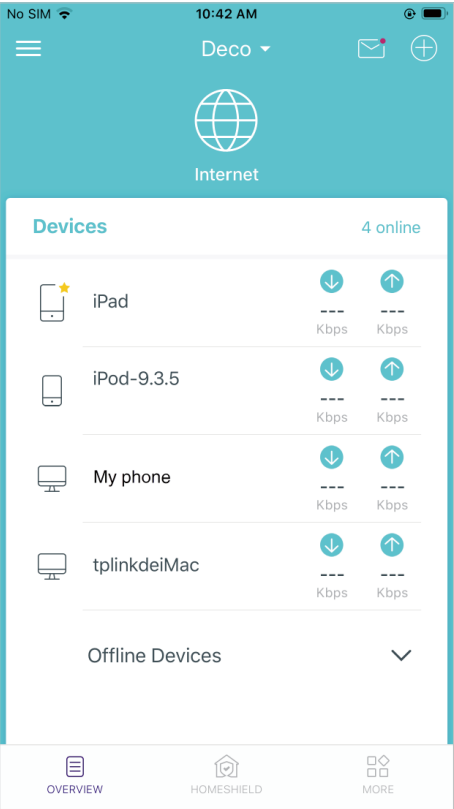 No SIM 10:42 AM
Deco
Internet
Devices 4 online
iPad
--- ---
Kbps Kbps
iPod-9.3.5
--- ---
Kbps Kbps
My phone
--- ---
Kbps Kbps
tplinkdeiMac
--- ---
Kbps Kbps
Offline Devices
OVERVIEW HOMESHIELD MORE